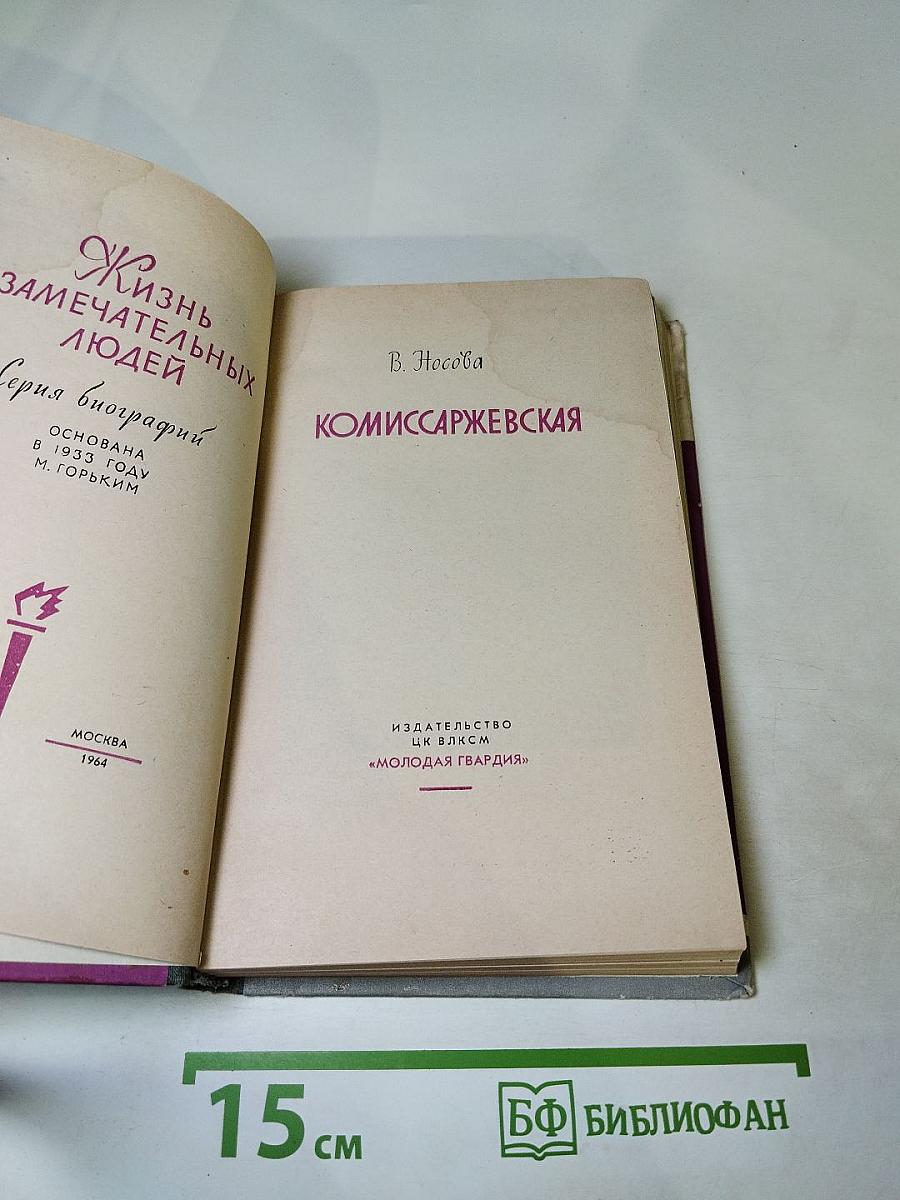 Жизнь
ЗАМЕЧАТЕЛЬНЫХ
ЛЮДЕЙ
Серия биографий
ОСНОВАНА
В 1933 ГОДУ
М. ГОРЬКИМ
МОСКВА
1964
В. Носова
КОМИССАРЖЕВСКАЯ
ИЗДАТЕЛЬСТВО
ЦК ВЛКСМ
«МОЛОДАЯ ГВАРДИЯ»
15 см
БФ БИБЛИОФАН